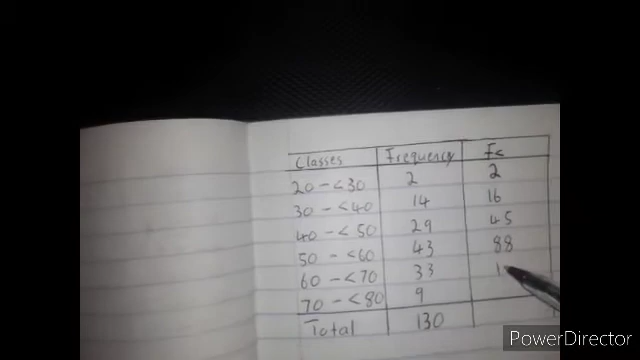 Classes Frequency F<
20 - <30 2 2
30 - <40 14 16
40 - <50 29 45
50 - <60 43 88
60 - <70 33 1
70 - <80 9
Total 130
PowerDirector